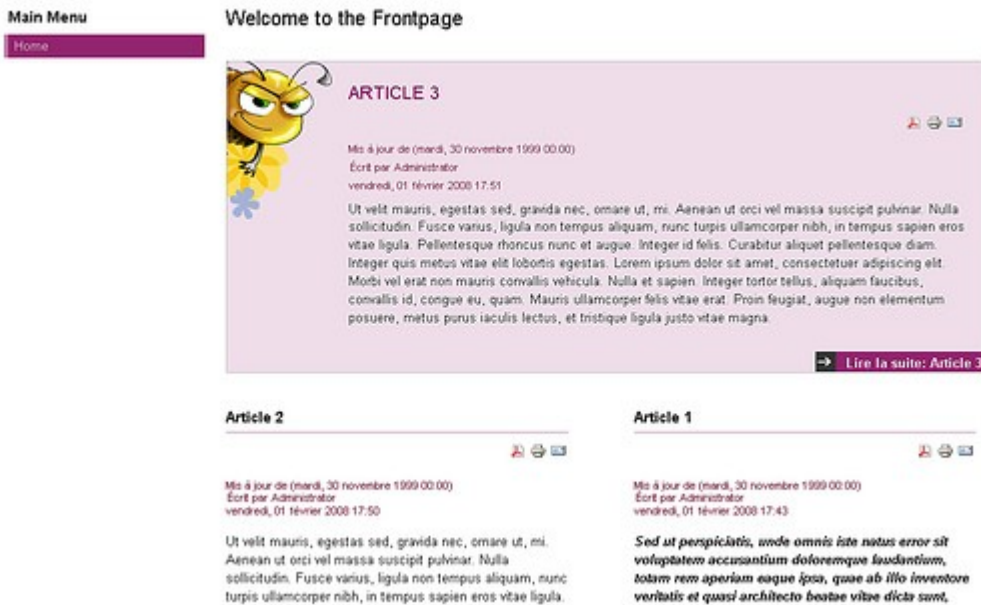 Main Menu
Home
Welcome to the Frontpage
ARTICLE 3
Mis à jour de (mardi, 30 novembre 1999 00:00)
Écrit par Administrator
vendredi, 01 février 2008 17:51
Ut velit mauris, egestas sed, gravida nec, ornare ut, mi. Aenean ut orci vel massa suscipit pulvinar. Nulla
sollicitudin. Fusce varius, ligula non tempus aliquam, nunc turpis ullamcorper nibh, in tempus sapien eros
vitae ligula. Pellentesque rhoncus nunc et augue. Integer id felis. Curabitur aliquet pellentesque diam.
Integer quis metus vitae elit lobortis egestas. Lorem ipsum dolor sit amet, consectetuer adipiscing elit.
Morbi vel erat non mauris convallis vehicula. Nulla et sapien. Integer tortor tellus, aliquam faucibus,
convallis id, congue eu, quam. Mauris ullamcorper felis vitae erat. Proin feugiat, augue non elementum
posuere, metus purus iaculis lectus, et tristique ligula justo vitae magna.
Lire la suite: Article 3
Article 2
Mis à jour de (mardi, 30 novembre 1999 00:00)
Écrit par Administrator
vendredi, 01 février 2008 17:50
Ut velit mauris, egestas sed, gravida nec, ornare ut, mi.
Aenean ut orci vel massa suscipit pulvinar. Nulla
sollicitudin. Fusce varius, ligula non tempus aliquam, nunc
turpis ullamcorper nibh, in tempus sapien eros vitae ligula.
Article 1
Mis à jour de (mardi, 30 novembre 1999 00:00)
Écrit par Administrator
vendredi, 01 février 2008 17:43
Sed ut perspiciatis, unde omnis iste natus error sit
voluptatem accusantium doloremque laudantium,
totam rem aperiam eaque ipsa, quae ab illo inventore
veritatis et quasi architecto beatae vitae dicta sunt,